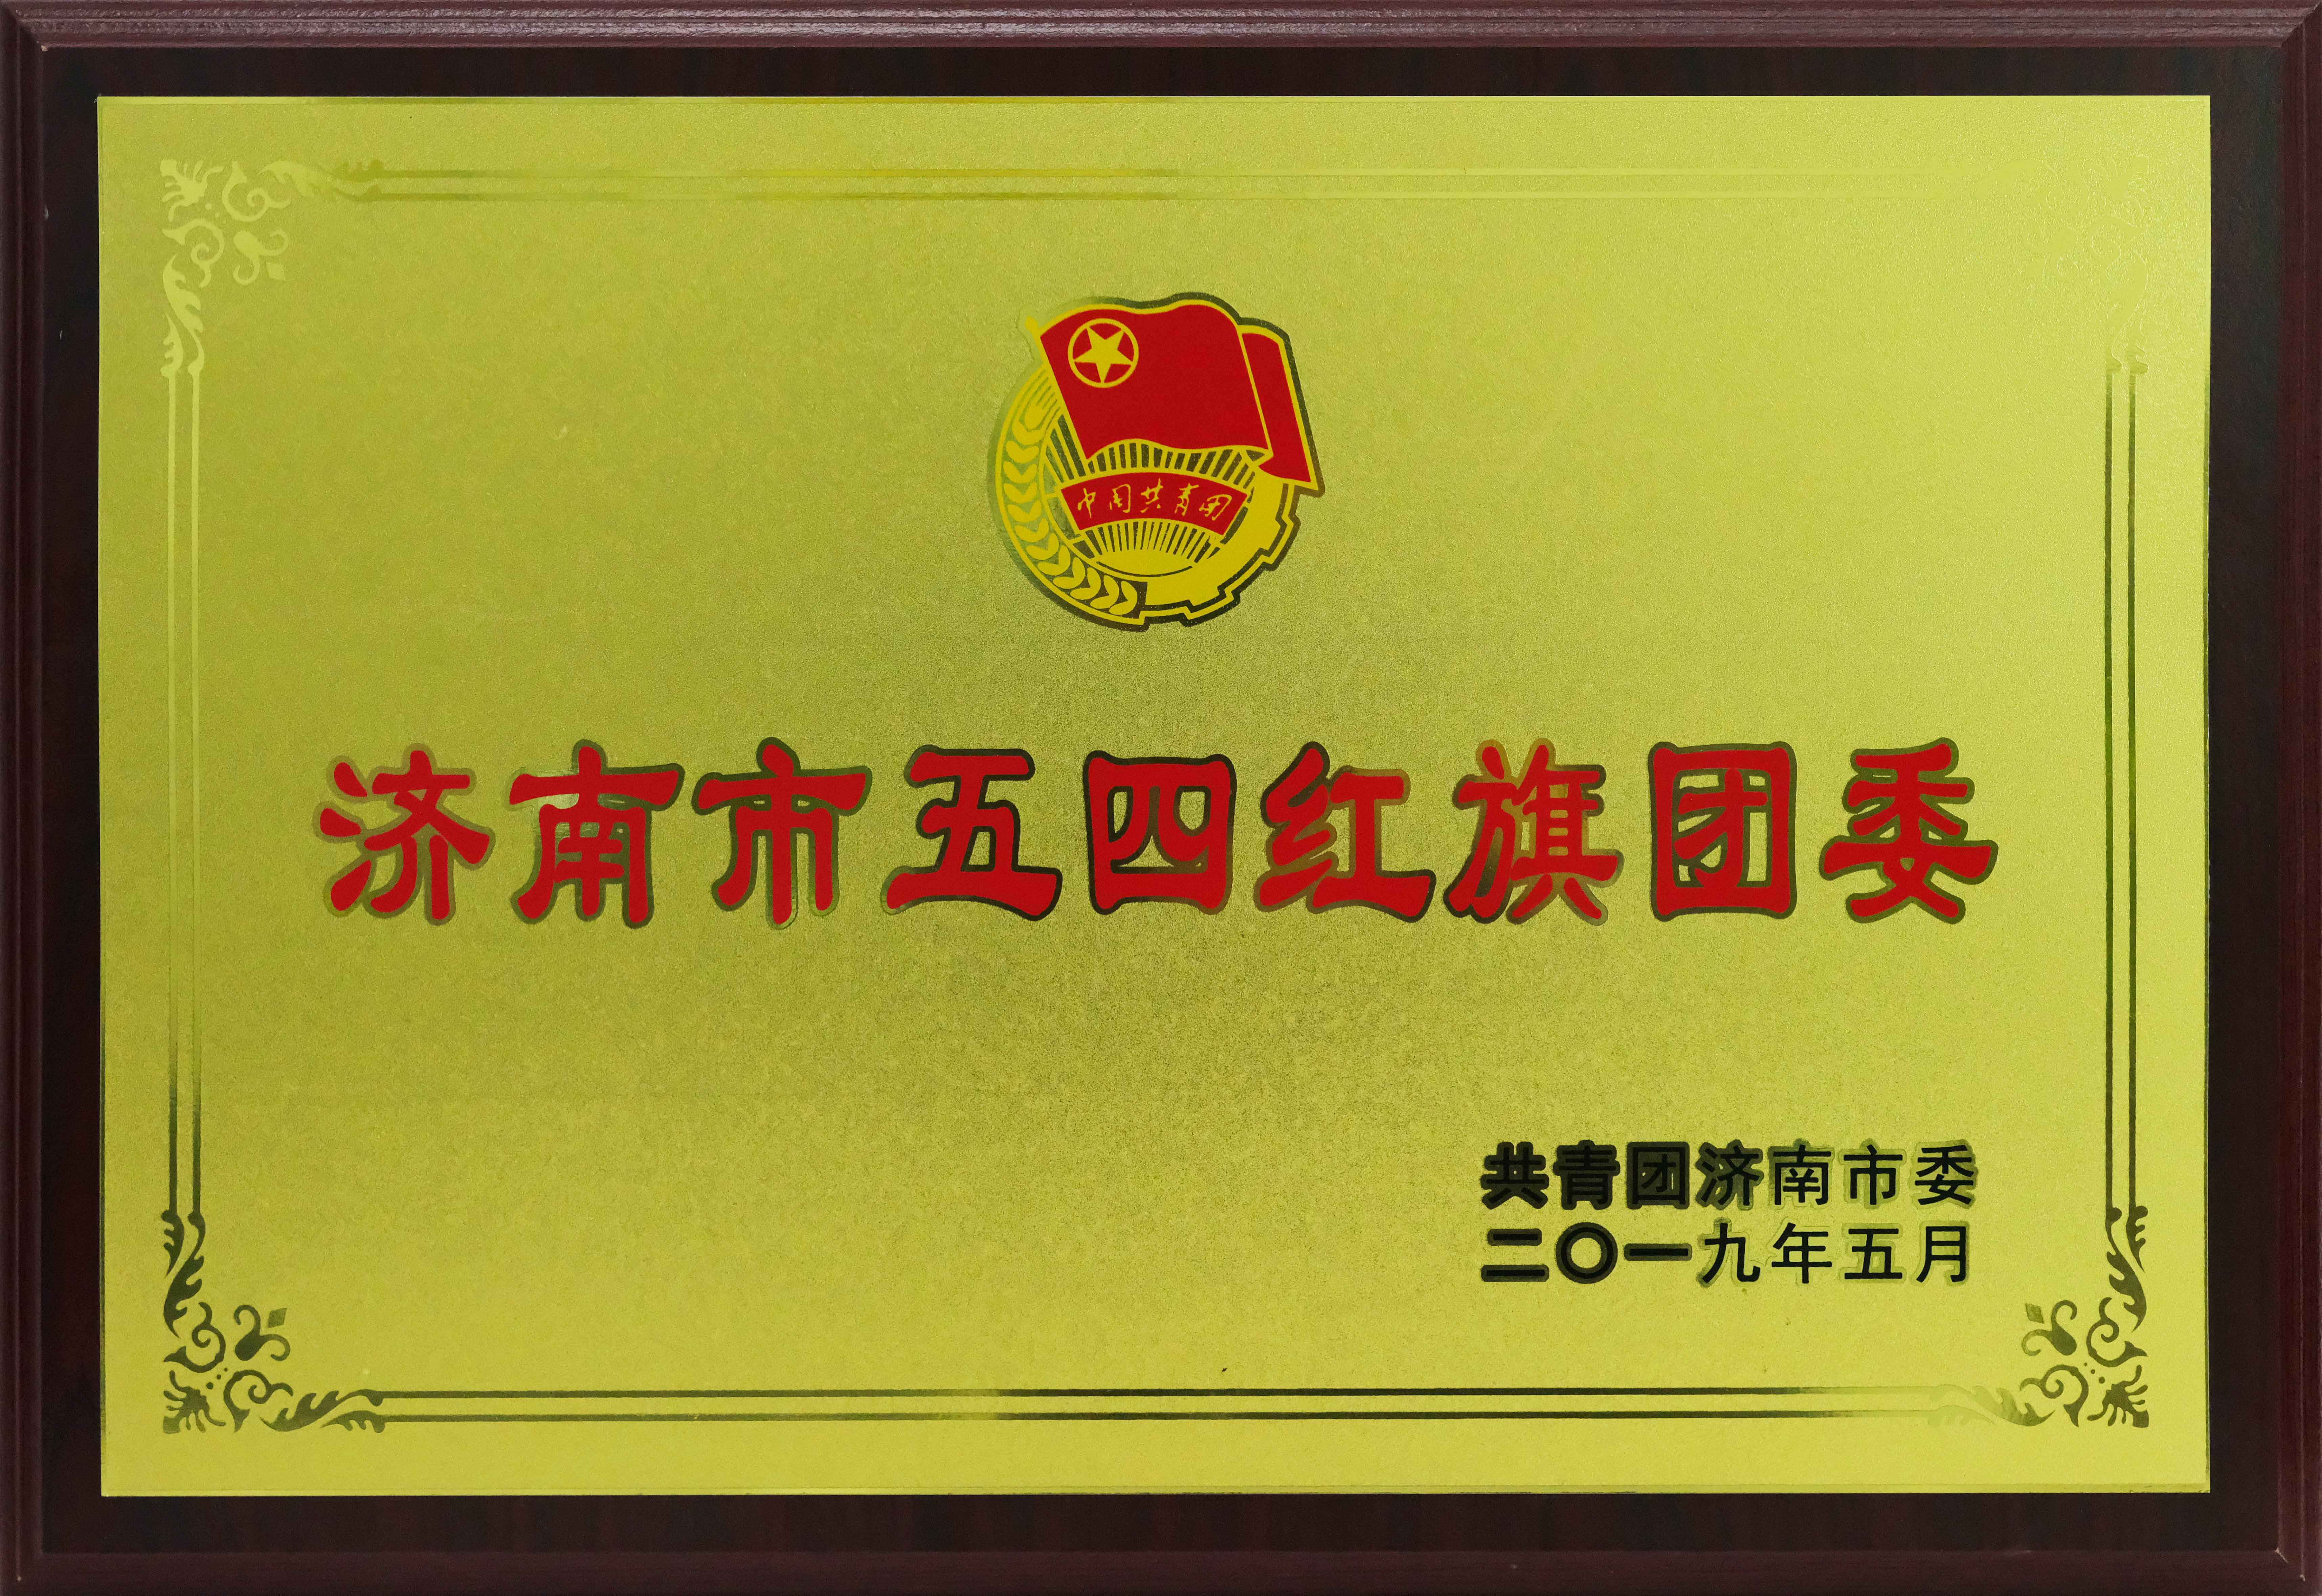 中国共青团
济南市五四红旗团委
共青团济南市委
二〇一九年五月